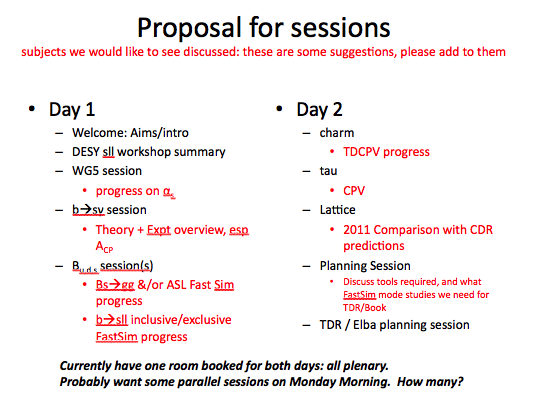 Proposal for sessions
subjects we would like to see discussed: these are some suggestions, please add to them
• Day 1
– Welcome: Aims/intro
– DESY sll workshop summary
– WG5 session
• progress on αs
– b→sγ session
• Theory + Expt overview, esp
ACP
– Bu,d,s session(s)
• Bs→gg &/or ASL Fast Sim
progress
• b→sll inclusive/exclusive
FastSim progress
• Day 2
– charm
• TDCPV progress
– tau
• CPV
– Lattice
• 2011 Comparison with CDR
predictions
– Planning Session
• Discuss tools required, and what
FastSim mode studies we need for
TDR/Book
– TDR / Elba planning session
Currently have one room booked for both days: all plenary.
Probably want some parallel sessions on Monday Morning. How many?